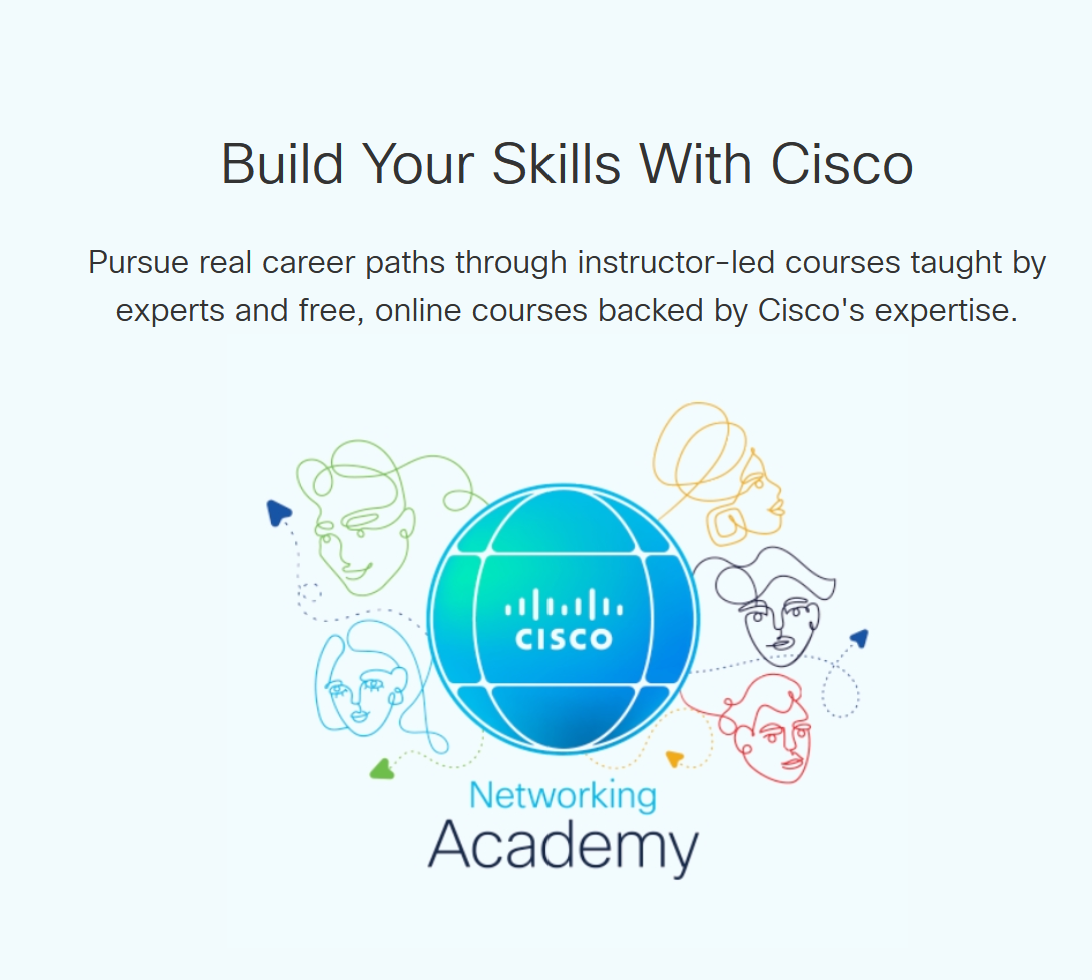 Build Your Skills With Cisco
Pursue real career paths through instructor-led courses taught by
experts and free, online courses backed by Cisco's expertise.
CISCO
Networking
Academy